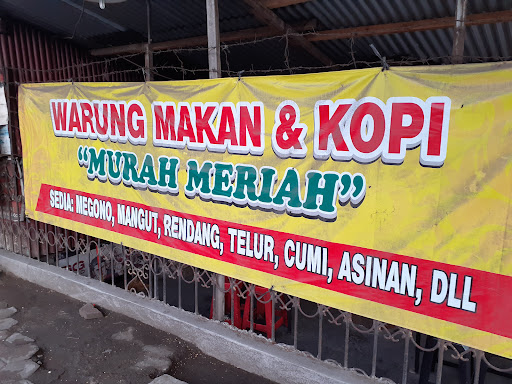 WARUNG MAKAN & KOPI
"MURAH MERIAH"
SEDIA: MEGONO, MANGUT, RENDANG, TELUR, CUMI, ASINAN, DLL